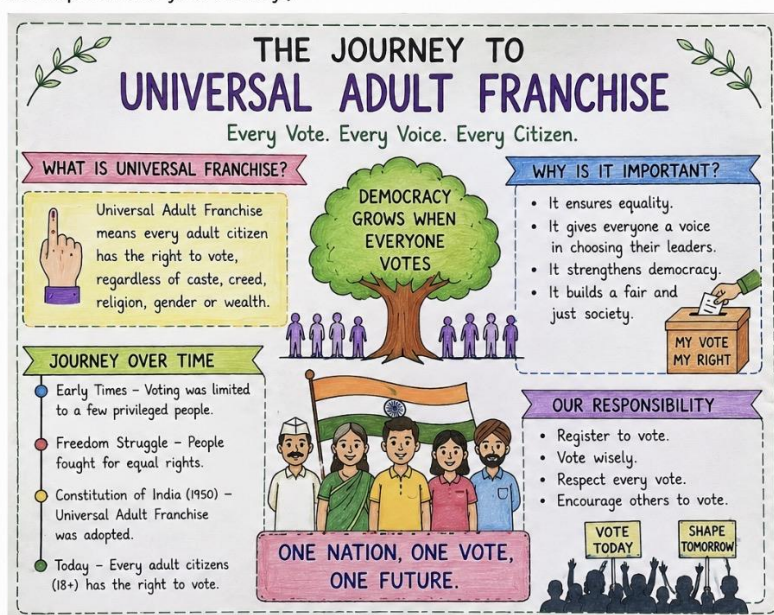 THE JOURNEY TO
UNIVERSAL ADULT FRANCHISE
Every Vote. Every Voice. Every Citizen.
WHAT IS UNIVERSAL FRANCHISE?
Universal Adult Franchise
means every adult citizen
has the right to vote,
regardless of caste, creed,
religion, gender or wealth.
DEMOCRACY
GROWS WHEN
EVERYONE
VOTES
WHY IS IT IMPORTANT?
• It ensures equality.
• It gives everyone a voice
in choosing their leaders.
• It strengthens democracy.
• It builds a fair and
just society.
MY VOTE
MY RIGHT
JOURNEY OVER TIME
Early Times – Voting was limited
to a few privileged people.
Freedom Struggle – People
fought for equal rights.
Constitution of India (1950) –
Universal Adult Franchise
was adopted.
Today – Every adult citizens
(18+) has the right to vote.
ONE NATION, ONE VOTE,
ONE FUTURE.
OUR RESPONSIBILITY
• Register to vote.
• Vote wisely.
• Respect every vote.
• Encourage others to vote.
VOTE
TODAY
SHAPE
TOMORROW